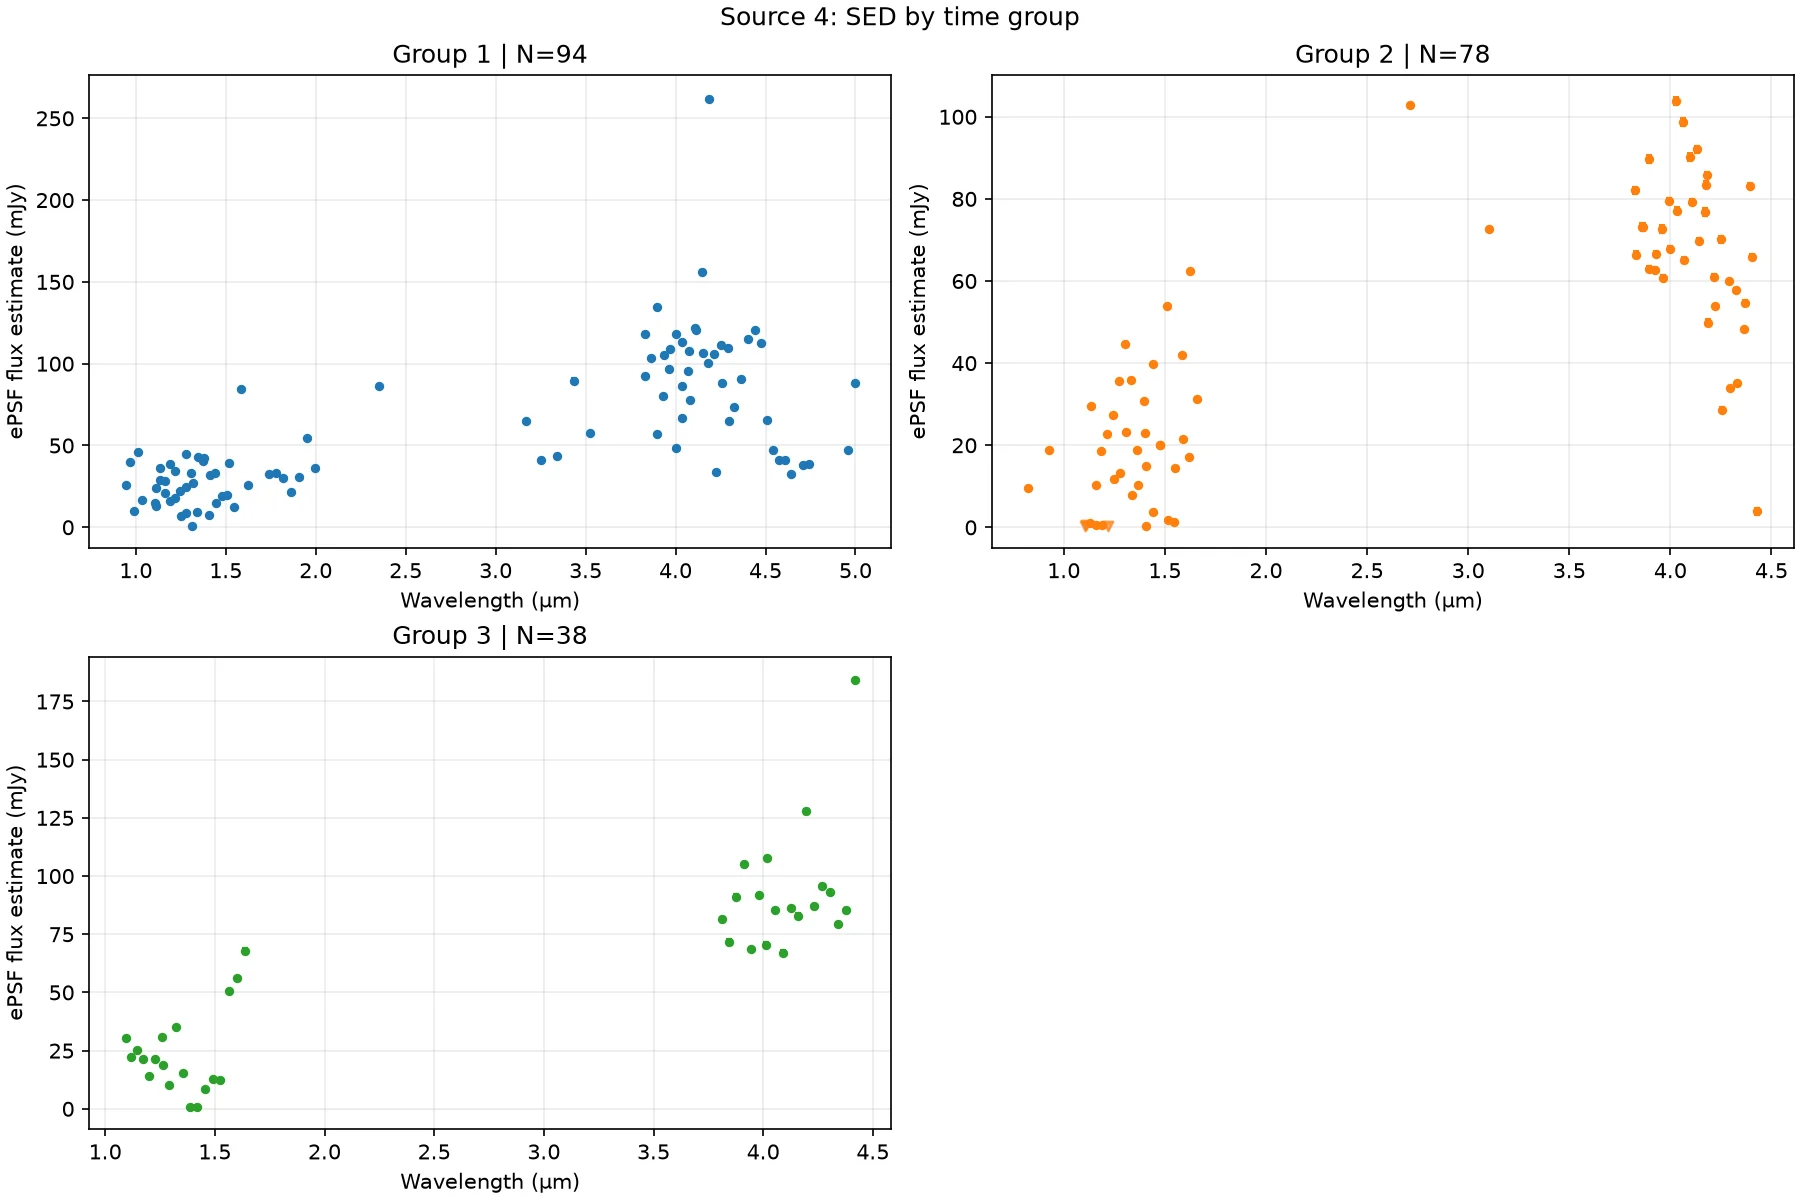 Source 4: SED by time group
Group 1 | N=94
250
200
150
100
50
0
ePSF flux estimate (mJy)
1.0 1.5 2.0 2.5 3.0 3.5 4.0 4.5 5.0
Wavelength (μm)
Group 2 | N=78
100
80
60
40
20
0
ePSF flux estimate (mJy)
1.0 1.5 2.0 2.5 3.0 3.5 4.0 4.5
Wavelength (μm)
Group 3 | N=38
175
150
125
100
75
50
25
0
ePSF flux estimate (mJy)
1.0 1.5 2.0 2.5 3.0 3.5 4.0 4.5
Wavelength (μm)